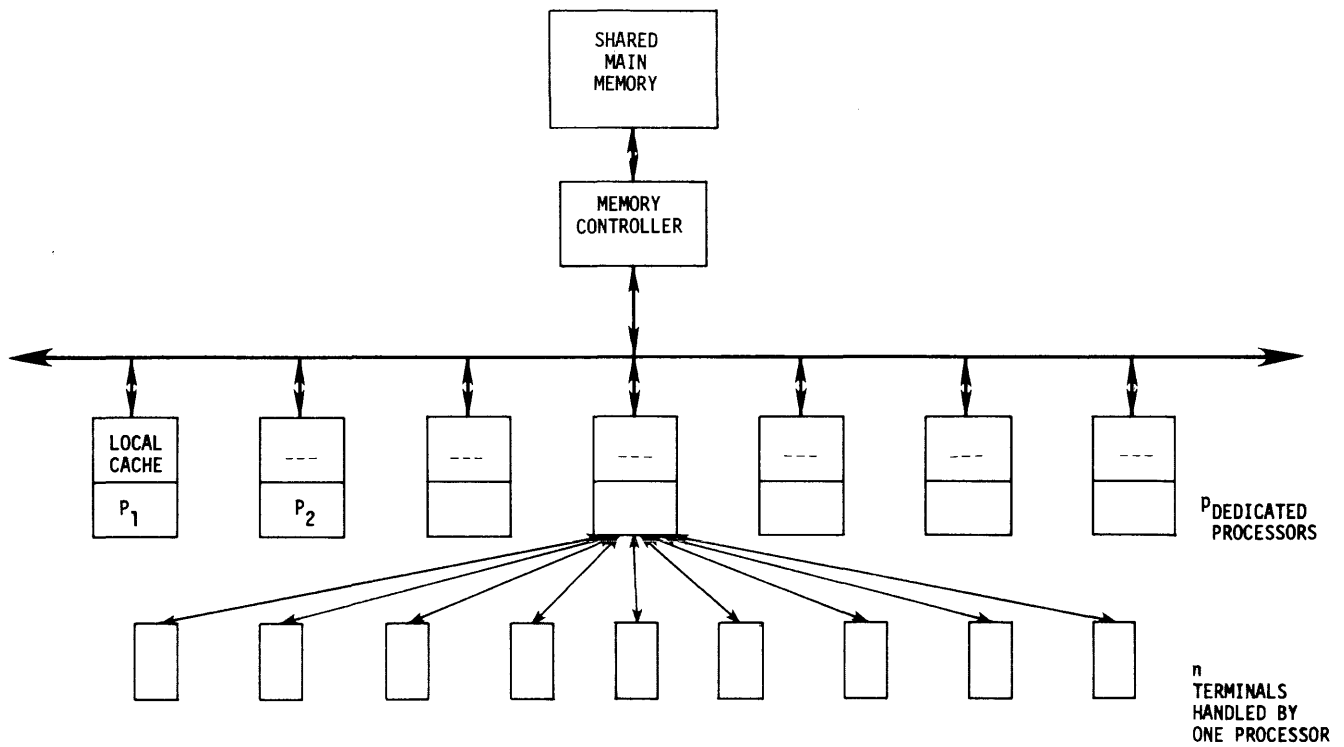 SHARED
MAIN
MEMORY
MEMORY
CONTROLLER
LOCAL
CACHE
---
---
---
---
---
---
P1
P2
P DEDICATED
PROCESSORS
n
TERMINALS
HANDLED BY
ONE PROCESSOR